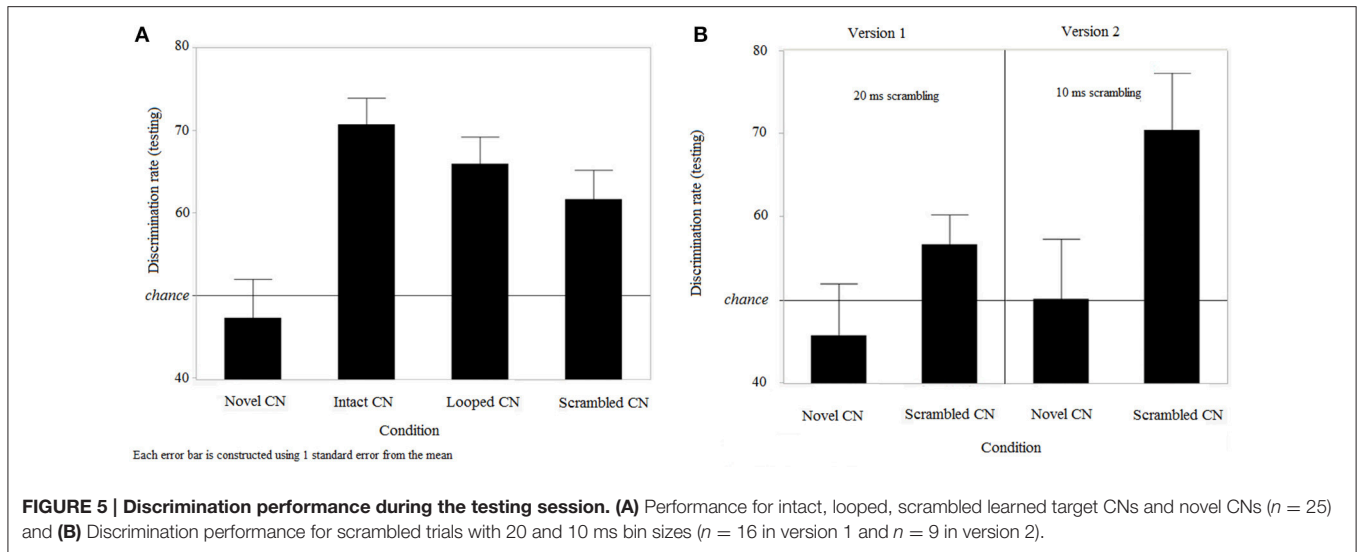 A
80
70
60
chance
40
Discrimination rate (testing)
Novel CN Intact CN Looped CN Scrambled CN
Condition
Each error bar is constructed using 1 standard error from the mean
B
Version 1 Version 2
20 ms scrambling 10 ms scrambling
80
70
60
chance
40
Discrimination rate (testing)
Novel CN Scrambled CN Novel CN Scrambled CN
Condition
FIGURE 5 | Discrimination performance during the testing session. (A) Performance for intact, looped, scrambled learned target CNs and novel CNs (n = 25)
and (B) Discrimination performance for scrambled trials with 20 and 10 ms bin sizes (n = 16 in version 1 and n = 9 in version 2).